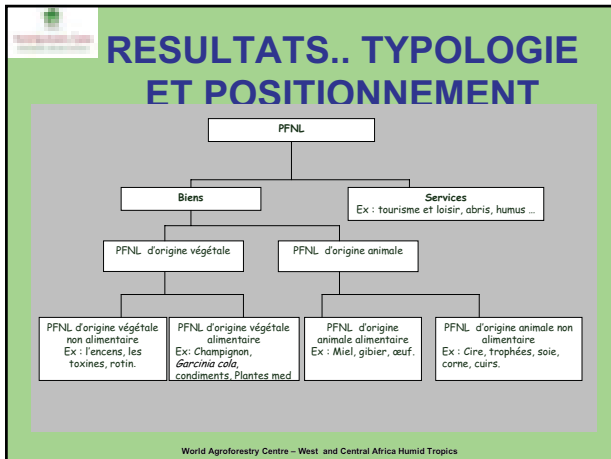 RESULTATS.. TYPOLOGIE
ET POSITIONNEMENT
PFNL
Biens
Services
Ex : tourisme et loisir, abris, humus ...
PFNL d'origine végétale
PFNL d'origine animale
PFNL d'origine végétale
non alimentaire
Ex : l'encens, les
toxines, rotin.
PFNL d'origine végétale
alimentaire
Ex: Champignon,
Garcinia cola,
condiments, Plantes med
PFNL d'origine
animale alimentaire
Ex : Miel, gibier, œuf.
PFNL d'origine animale non
alimentaire
Ex : Cire, trophées, soie,
corne, cuirs.
World Agroforestry Centre – West and Central Africa Humid Tropics